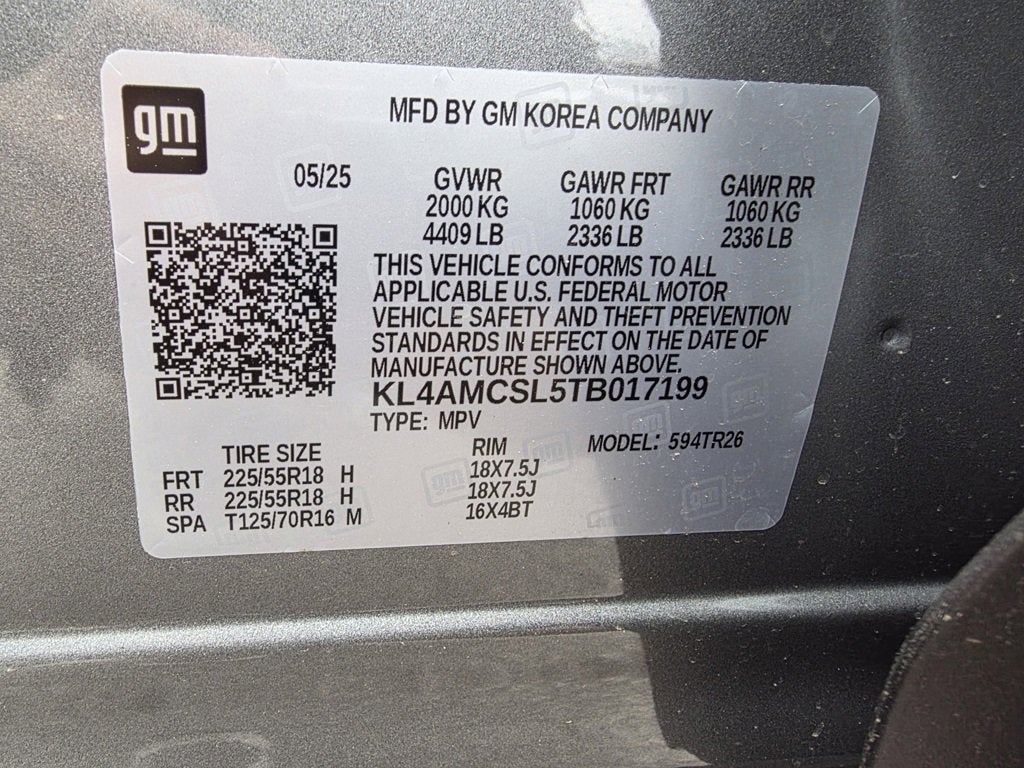 gm
MFD BY GM KOREA COMPANY
05/25 GVWR GAWR FRT GAWR RR
2000 KG 1060 KG 1060 KG
4409 LB 2336 LB 2336 LB
THIS VEHICLE CONFORMS TO ALL
APPLICABLE U.S. FEDERAL MOTOR
VEHICLE SAFETY AND THEFT PREVENTION
STANDARDS IN EFFECT ON THE DATE OF
MANUFACTURE SHOWN ABOVE.
KL4AMCSL5TB017199
TYPE: MPV
TIRE SIZE RIM MODEL: 594TR26
FRT 225/55R18 H 18X7.5J
RR 225/55R18 H 18X7.5J
SPA T125/70R16 M 16X4BT